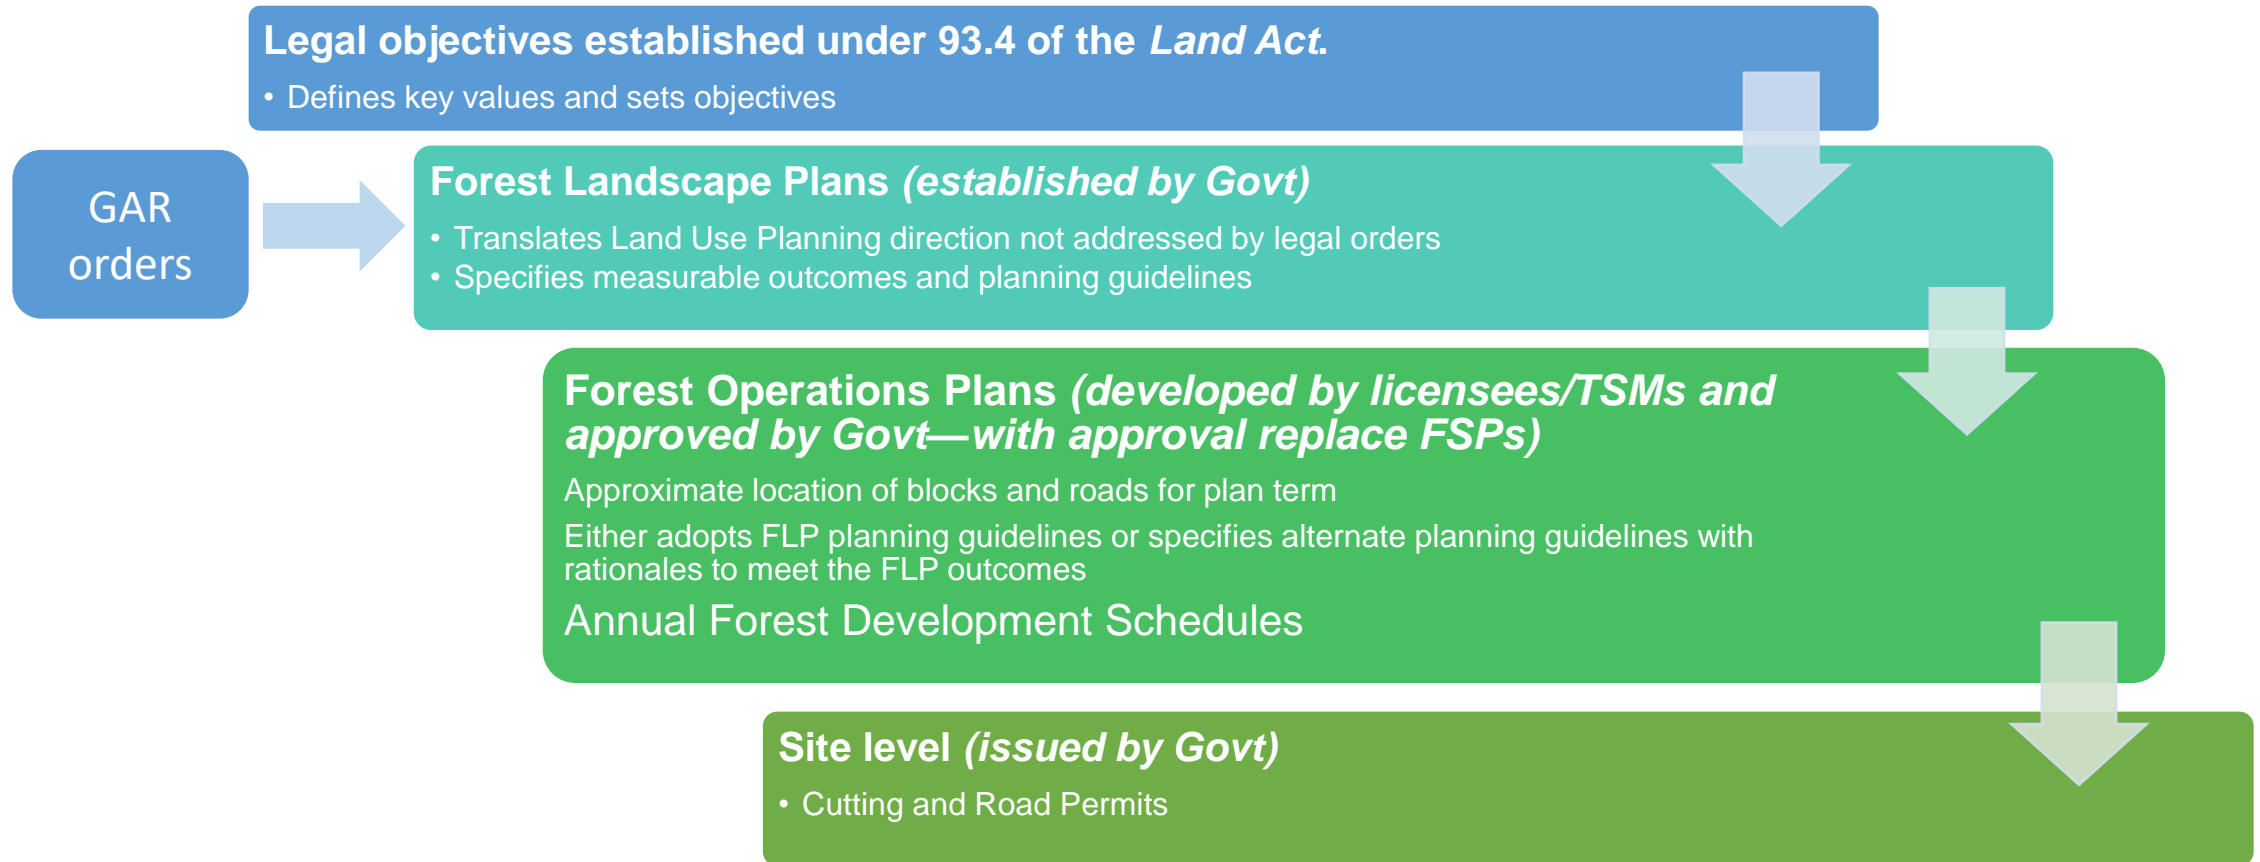 Legal objectives established under 93.4 of the Land Act.
• Defines key values and sets objectives
GAR
orders
Forest Landscape Plans (established by Govt)
• Translates Land Use Planning direction not addressed by legal orders
• Specifies measurable outcomes and planning guidelines
Forest Operations Plans (developed by licensees/TSMs and
approved by Govt—with approval replace FSPs)
Approximate location of blocks and roads for plan term
Either adopts FLP planning guidelines or specifies alternate planning guidelines with
rationales to meet the FLP outcomes
Annual Forest Development Schedules
Site level (issued by Govt)
• Cutting and Road Permits